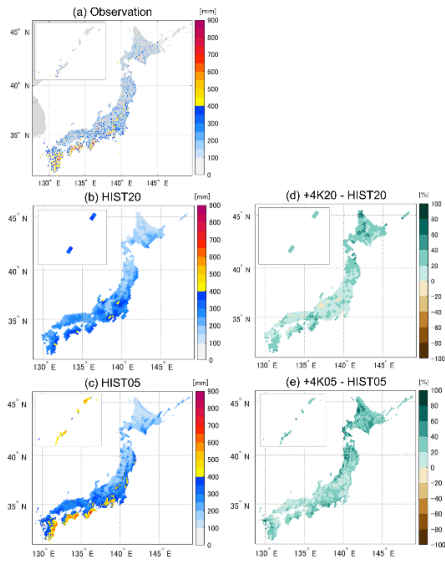 (a) Observation
[mm]
45° N
40° N
35° N
130° E 135° E 140° E 145° E
900
800
700
600
500
400
300
200
100
0
(b) HIST20
[mm]
45° N
40° N
35° N
130° E 135° E 140° E 145° E
900
800
700
600
500
400
300
200
100
0
(d) +4K20 - HIST20
[%]
45° N
40° N
35° N
130° E 135° E 140° E 145° E
100
80
60
40
20
0
-20
-40
-60
-80
-100
(c) HIST05
[mm]
45° N
40° N
35° N
130° E 135° E 140° E 145° E
900
800
700
600
500
400
300
200
100
0
(e) +4K05 - HIST05
[%]
45° N
40° N
35° N
130° E 135° E 140° E 145° E
100
80
60
40
20
0
-20
-40
-60
-80
-100